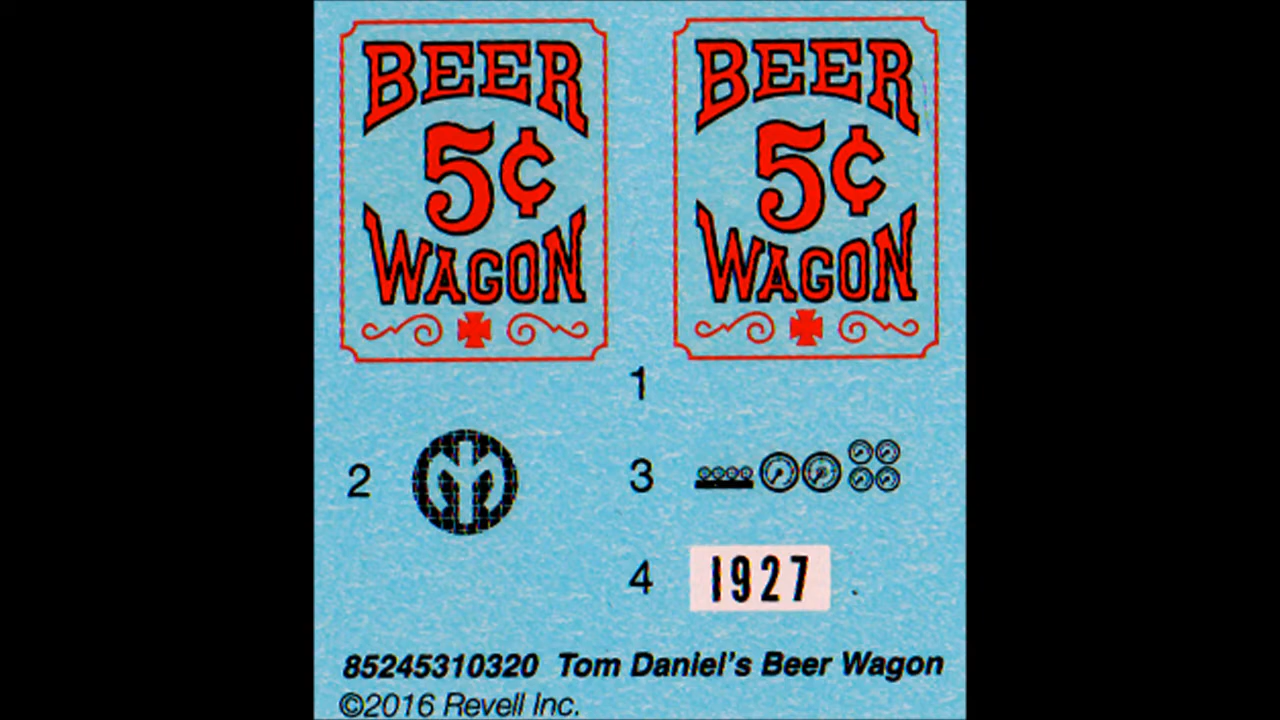 BEER
5¢
WAGON
BEER
5¢
WAGON
1
2
3
4
1927
85245310320 Tom Daniel's Beer Wagon
©2016 Revell Inc.